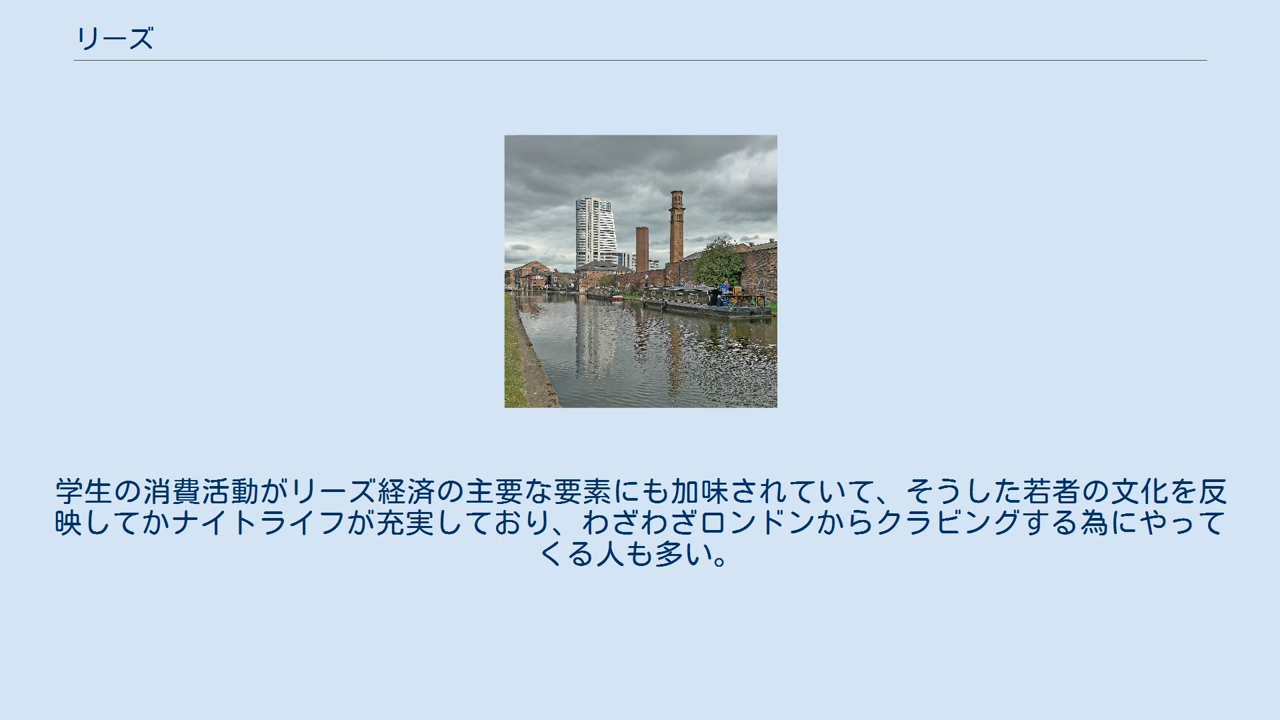 リーズ
学生の消費活動がリーズ経済の主要な要素にも加味されていて、そうした若者の文化を反
映してかナイトライフが充実しており、わざわざロンドンからクラビングする為にやって
くる人も多い。